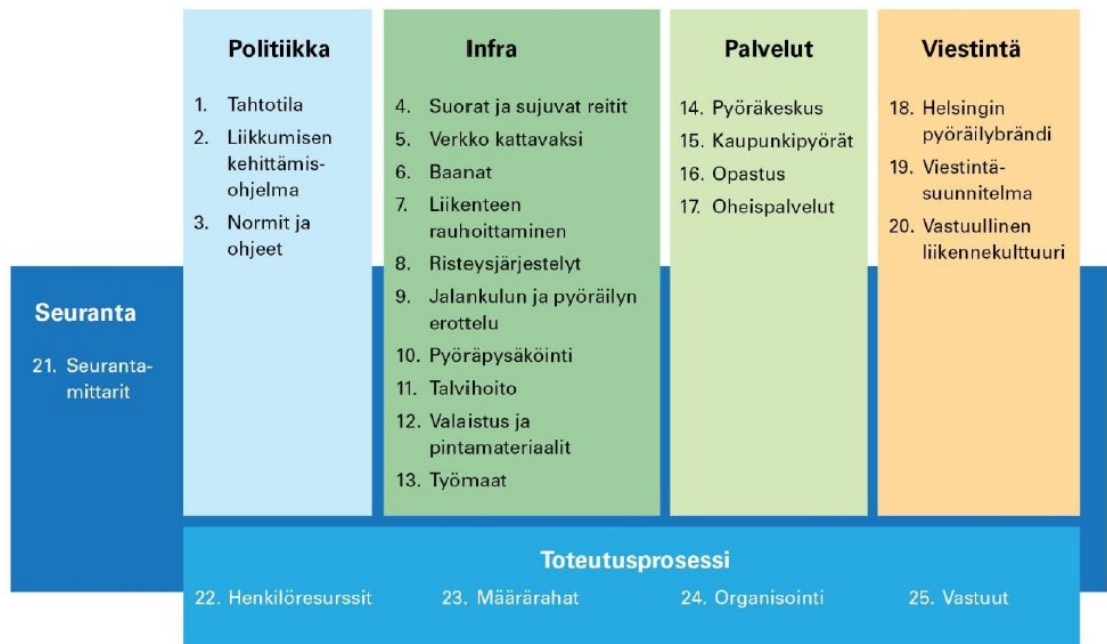 Politiikka
1. Tahtotila
2. Liikkumisen
kehittämis-
ohjelma
3. Normit ja
ohjeet
Infra
4. Suorat ja sujuvat reitit
5. Verkko kattavaksi
6. Baanat
7. Liikenteen
rauhoittaminen
8. Risteysjärjestelyt
9. Jalankulun ja pyöräilyn
erottelu
10. Pyöräpysäköinti
11. Talvihoito
12. Valaistus ja
pintamateriaalit
13. Työmaat
Palvelut
14. Pyöräkeskus
15. Kaupunkipyörät
16. Opastus
17. Oheispalvelut
Viestintä
18. Helsingin
pyöräilybrändi
19. Viestintä-
suunnitelma
20. Vastuullinen
liikennekulttuuri
Seuranta
21. Seuranta-
mittarit
Toteutusprosessi
22. Henkilöresurssit
23. Määrärahat
24. Organisointi
25. Vastuut